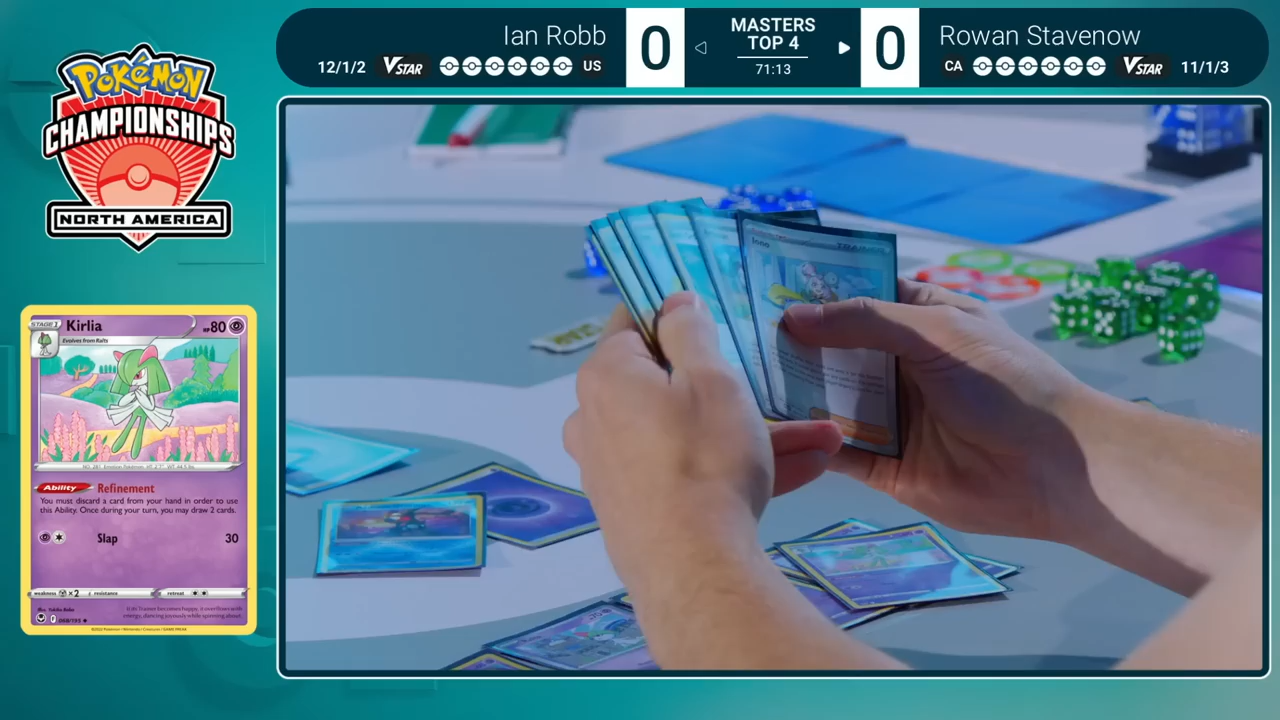 Ian Robb
0
MASTERS
TOP 4
71:13
0
Rowan Stavenow
12/1/2
VSTAR
US
CA
VSTAR
11/1/3
Pokémon
CHAMPIONSHIPS
NORTH AMERICA
STAGE 1
Kirlia
HP 80
Evolves from Ralts
Ability
Refinement
You must discard a card from your hand in order to use
this Ability. Once during your turn, you may draw 2 cards.
Slap
30
weakness
×2
resistance
retreat
Iono